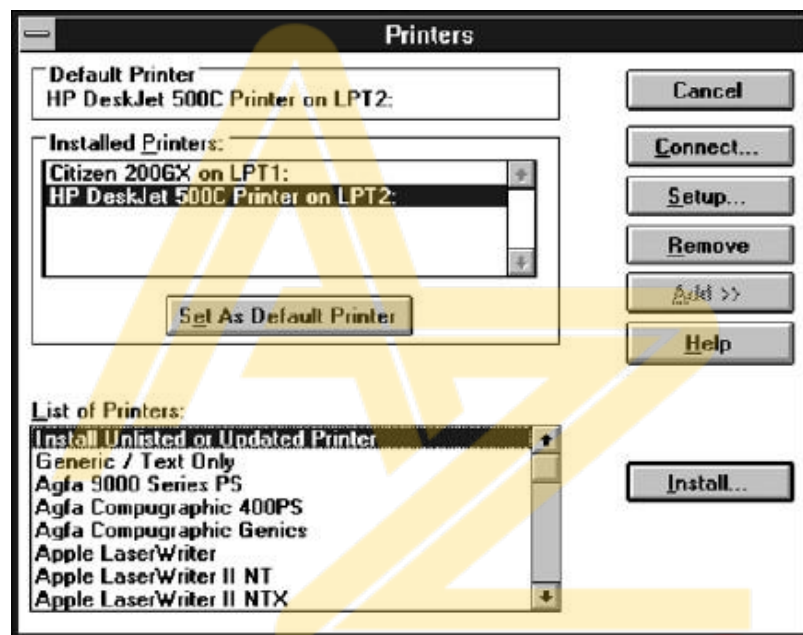 Printers
Default Printer
HP DeskJet 500C Printer on LPT2:
Installed Printers:
Citizen 200GX on LPT1:
HP DeskJet 500C Printer on LPT2:
Set As Default Printer
Cancel
Connect...
Setup...
Remove
Add >>
Help
List of Printers:
Install Unlisted or Updated Printer
Generic / Text Only
Agfa 9000 Series PS
Agfa Compugraphic 400PS
Agfa Compugraphic Genics
Apple LaserWriter
Apple LaserWriter II NT
Apple LaserWriter II NTX
Install...
AZ